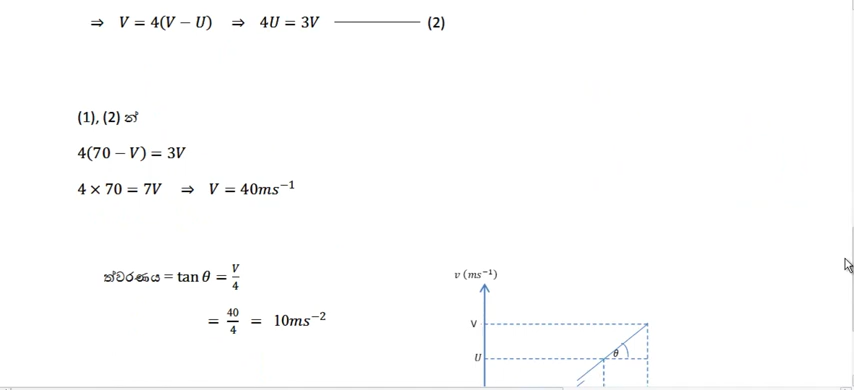 ⇒ V = 4(V − U) ⇒ 4U = 3V ———— (2)
(1), (2) න්
4(70 − V) = 3V
4 × 70 = 7V ⇒ V = 40ms⁻¹
ත්වරණය = tan θ = V/4
= 40/4 = 10ms⁻²
v (ms⁻¹)
V
θ
U